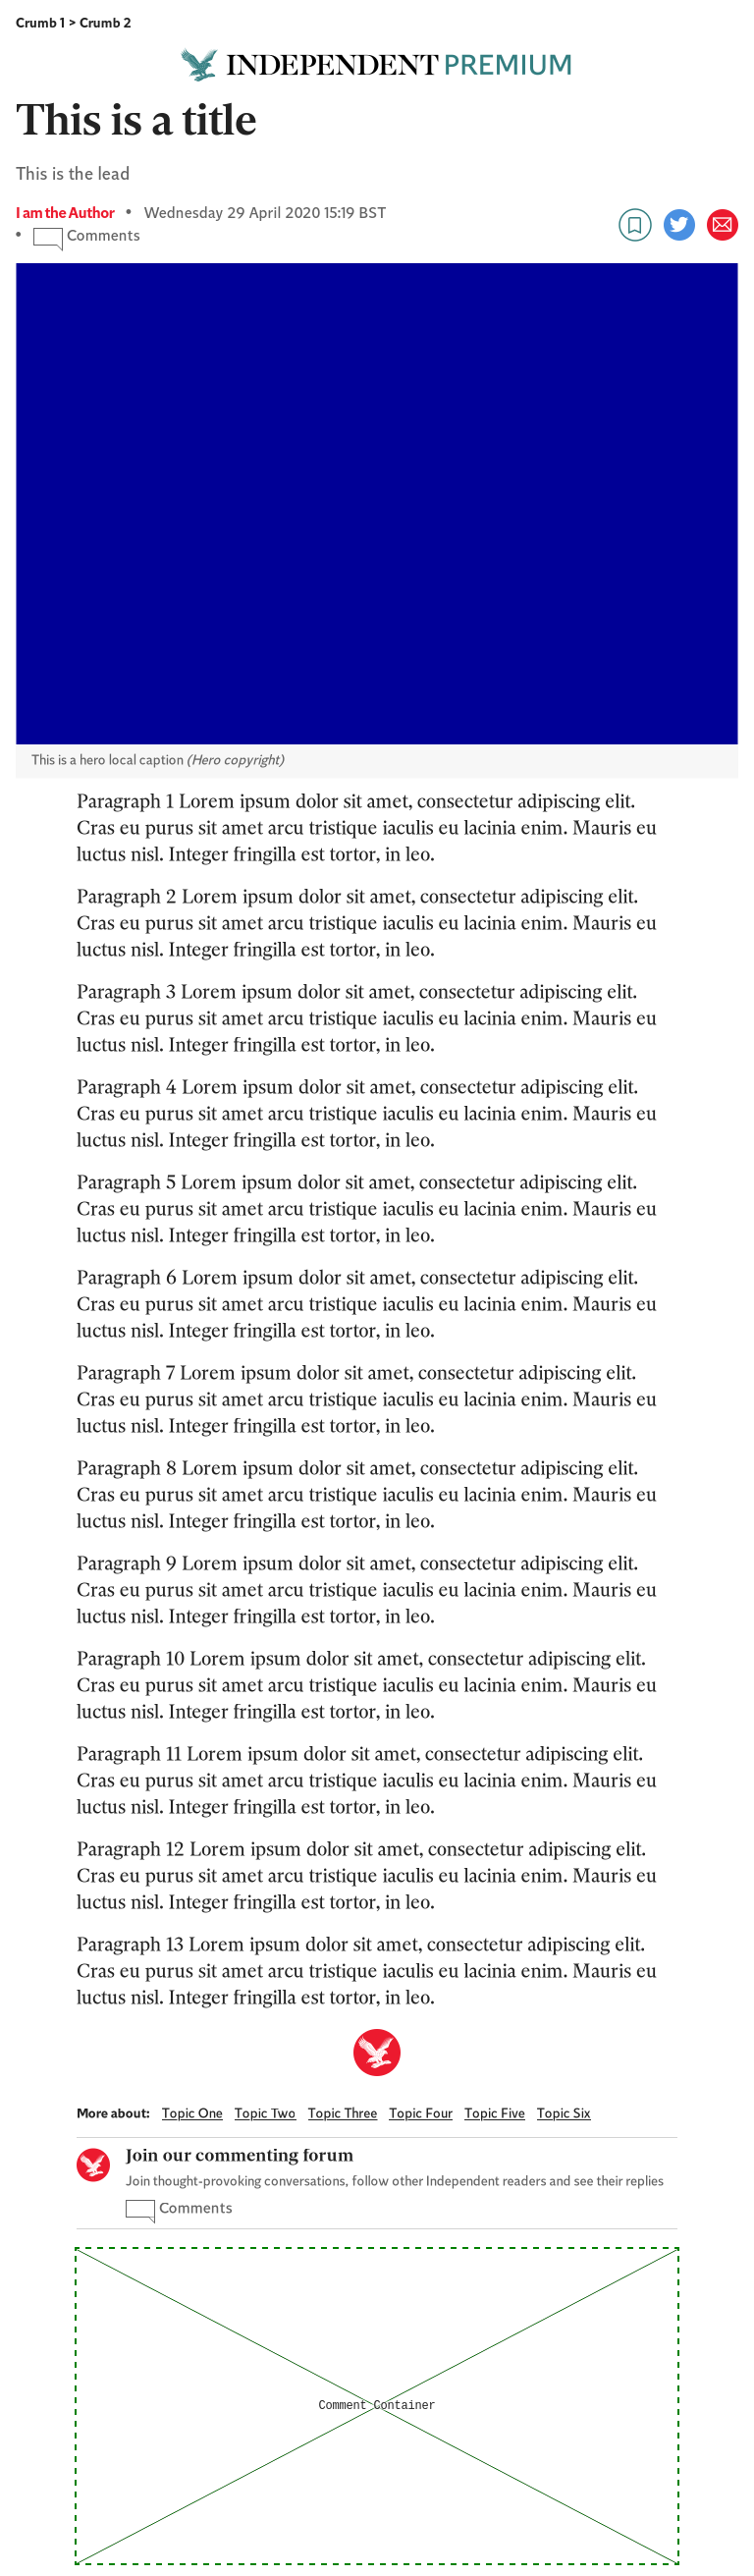 Crumb 1 > Crumb 2
INDEPENDENT PREMIUM
This is a title
This is the lead
I am the Author • Wednesday 29 April 2020 15:19 BST
• Comments
This is a hero local caption (Hero copyright)
Paragraph 1 Lorem ipsum dolor sit amet, consectetur adipiscing elit.
Cras eu purus sit amet arcu tristique iaculis eu lacinia enim. Mauris eu
luctus nisl. Integer fringilla est tortor, in leo.
Paragraph 2 Lorem ipsum dolor sit amet, consectetur adipiscing elit.
Cras eu purus sit amet arcu tristique iaculis eu lacinia enim. Mauris eu
luctus nisl. Integer fringilla est tortor, in leo.
Paragraph 3 Lorem ipsum dolor sit amet, consectetur adipiscing elit.
Cras eu purus sit amet arcu tristique iaculis eu lacinia enim. Mauris eu
luctus nisl. Integer fringilla est tortor, in leo.
Paragraph 4 Lorem ipsum dolor sit amet, consectetur adipiscing elit.
Cras eu purus sit amet arcu tristique iaculis eu lacinia enim. Mauris eu
luctus nisl. Integer fringilla est tortor, in leo.
Paragraph 5 Lorem ipsum dolor sit amet, consectetur adipiscing elit.
Cras eu purus sit amet arcu tristique iaculis eu lacinia enim. Mauris eu
luctus nisl. Integer fringilla est tortor, in leo.
Paragraph 6 Lorem ipsum dolor sit amet, consectetur adipiscing elit.
Cras eu purus sit amet arcu tristique iaculis eu lacinia enim. Mauris eu
luctus nisl. Integer fringilla est tortor, in leo.
Paragraph 7 Lorem ipsum dolor sit amet, consectetur adipiscing elit.
Cras eu purus sit amet arcu tristique iaculis eu lacinia enim. Mauris eu
luctus nisl. Integer fringilla est tortor, in leo.
Paragraph 8 Lorem ipsum dolor sit amet, consectetur adipiscing elit.
Cras eu purus sit amet arcu tristique iaculis eu lacinia enim. Mauris eu
luctus nisl. Integer fringilla est tortor, in leo.
Paragraph 9 Lorem ipsum dolor sit amet, consectetur adipiscing elit.
Cras eu purus sit amet arcu tristique iaculis eu lacinia enim. Mauris eu
luctus nisl. Integer fringilla est tortor, in leo.
Paragraph 10 Lorem ipsum dolor sit amet, consectetur adipiscing elit.
Cras eu purus sit amet arcu tristique iaculis eu lacinia enim. Mauris eu
luctus nisl. Integer fringilla est tortor, in leo.
Paragraph 11 Lorem ipsum dolor sit amet, consectetur adipiscing elit.
Cras eu purus sit amet arcu tristique iaculis eu lacinia enim. Mauris eu
luctus nisl. Integer fringilla est tortor, in leo.
Paragraph 12 Lorem ipsum dolor sit amet, consectetur adipiscing elit.
Cras eu purus sit amet arcu tristique iaculis eu lacinia enim. Mauris eu
luctus nisl. Integer fringilla est tortor, in leo.
Paragraph 13 Lorem ipsum dolor sit amet, consectetur adipiscing elit.
Cras eu purus sit amet arcu tristique iaculis eu lacinia enim. Mauris eu
luctus nisl. Integer fringilla est tortor, in leo.
More about: Topic One Topic Two Topic Three Topic Four Topic Five Topic Six
Join our commenting forum
Join thought-provoking conversations, follow other Independent readers and see their replies
Comments
Comment Container